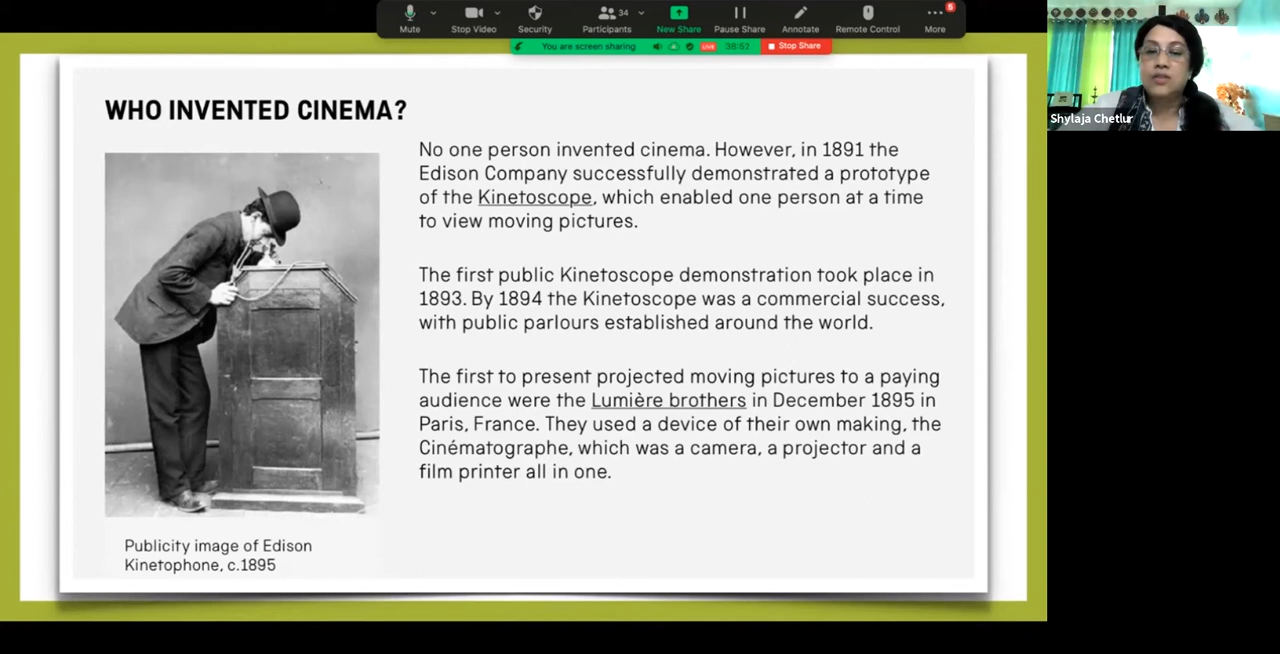 Mute
Stop Video
Security
34
Participants
New Share
Pause Share
Annotate
Remote Control
6
More
You are screen sharing
LIVE
38:52
Stop Share
Shylaja Chetlur
WHO INVENTED CINEMA?
No one person invented cinema. However, in 1891 the
Edison Company successfully demonstrated a prototype
of the Kinetoscope, which enabled one person at a time
to view moving pictures.
The first public Kinetoscope demonstration took place in
1893. By 1894 the Kinetoscope was a commercial success,
with public parlours established around the world.
The first to present projected moving pictures to a paying
audience were the Lumière brothers in December 1895 in
Paris, France. They used a device of their own making, the
Cinématographe, which was a camera, a projector and a
film printer all in one.
Publicity image of Edison
Kinetophone, c.1895